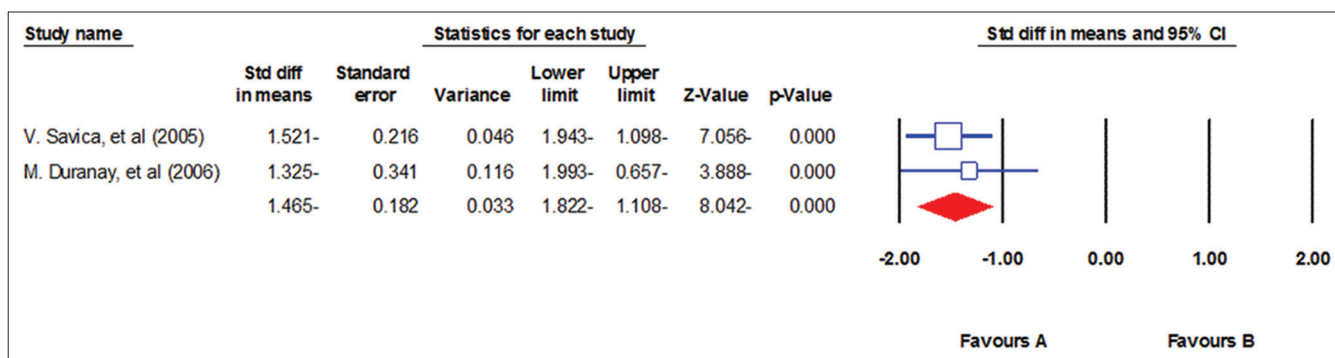 Study name Statistics for each study Std diff in means and 95% CI
Std diff in means Standard error Variance Lower limit Upper limit Z-Value p-Value
V. Savica, et al (2005) 1.521- 0.216 0.046 1.943- 1.098- 7.056- 0.000
M. Duranay, et al (2006) 1.325- 0.341 0.116 1.993- 0.657- 3.888- 0.000
1.465- 0.182 0.033 1.822- 1.108- 8.042- 0.000
-2.00 -1.00 0.00 1.00 2.00
Favours A Favours B